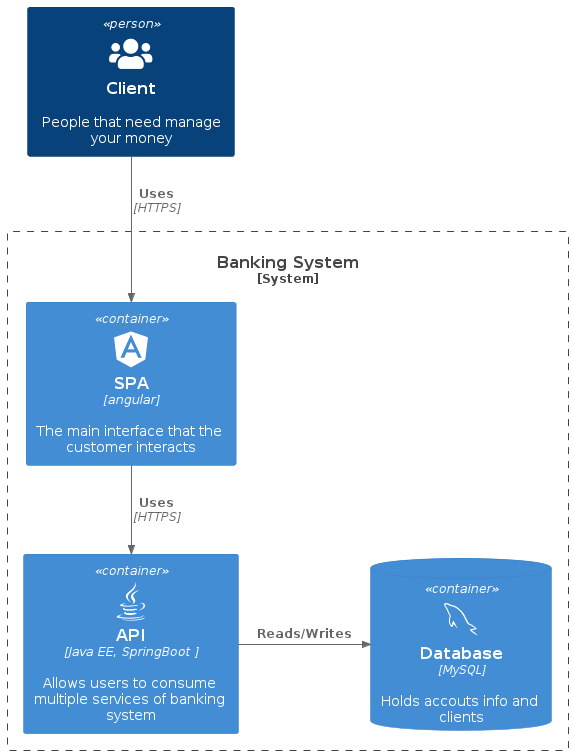 «person»
Client
People that need manage
your money
Uses
[HTTPS]
Banking System
[System]
«container»
SPA
[angular]
The main interface that the
customer interacts
Uses
[HTTPS]
«container»
API
[Java EE, SpringBoot ]
Allows users to consume
multiple services of banking
system
Reads/Writes
«container»
Database
[MySQL]
Holds accouts info and
clients